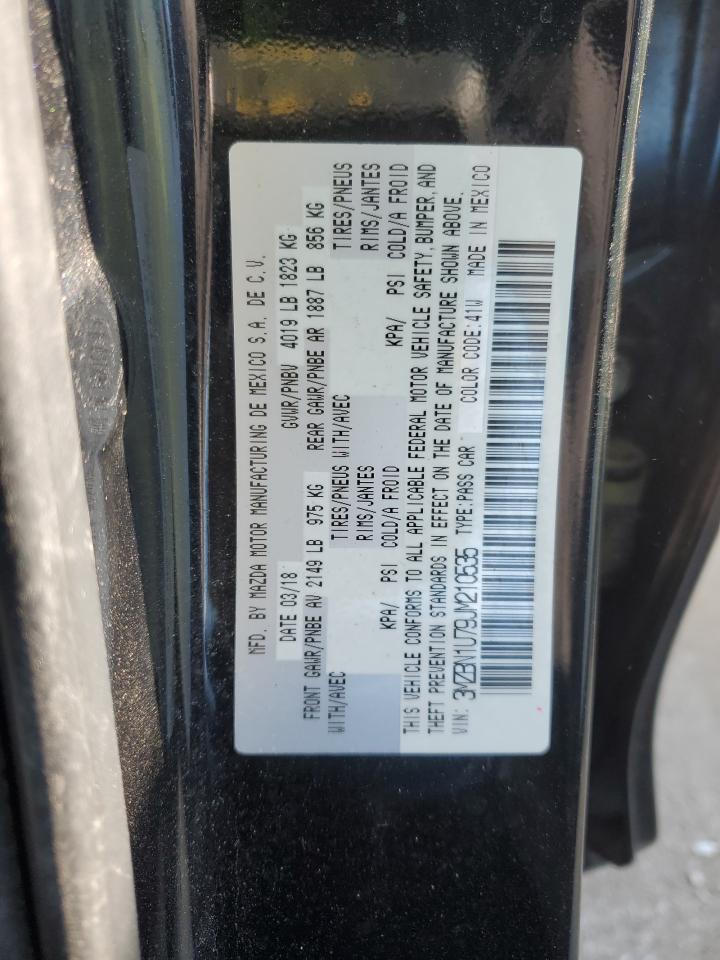 MFD. BY MAZDA MOTOR MANUFACTURING DE MEXICO S.A. DE C.V.
DATE 03/18 GVWR/PNBV 4019 LB 1823 KG
FRONT GAWR/PNBE AV 2149 LB 975 KG REAR GAWR/PNBE AR 1887 LB 856 KG
WITH/AVEC TIRES/PNEUS WITH/AVEC TIRES/PNEUS
RIMS/JANTES RIMS/JANTES
KPA/ PSI COLD/A FROID KPA/ PSI COLD/A FROID
THIS VEHICLE CONFORMS TO ALL APPLICABLE FEDERAL MOTOR VEHICLE SAFETY, BUMPER, AND
THEFT PREVENTION STANDARDS IN EFFECT ON THE DATE OF MANUFACTURE SHOWN ABOVE.
VIN: 3MZBN1U79JM210535 TYPE:PASS CAR COLOR CODE:41W MADE IN MEXICO